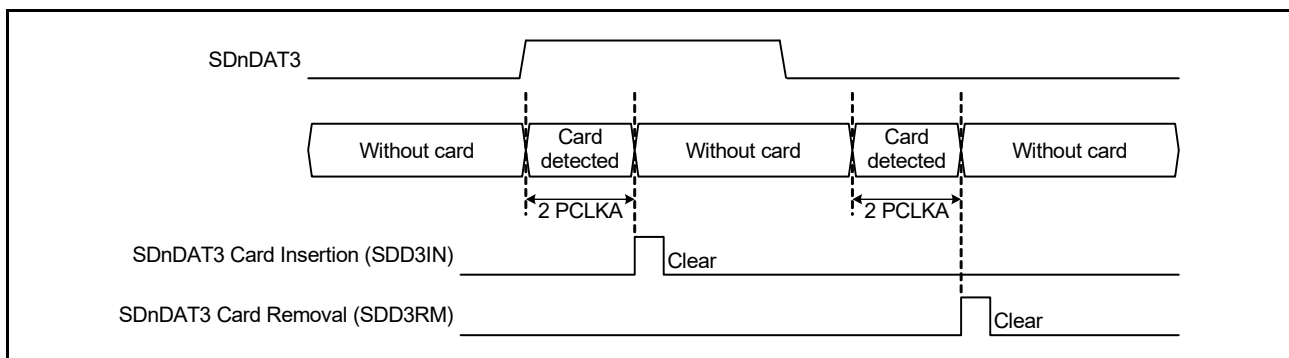 SDnDAT3
Without card
Card
detected
Without card
Card
detected
Without card
2 PCLKA
2 PCLKA
SDnDAT3 Card Insertion (SDD3IN)
Clear
SDnDAT3 Card Removal (SDD3RM)
Clear